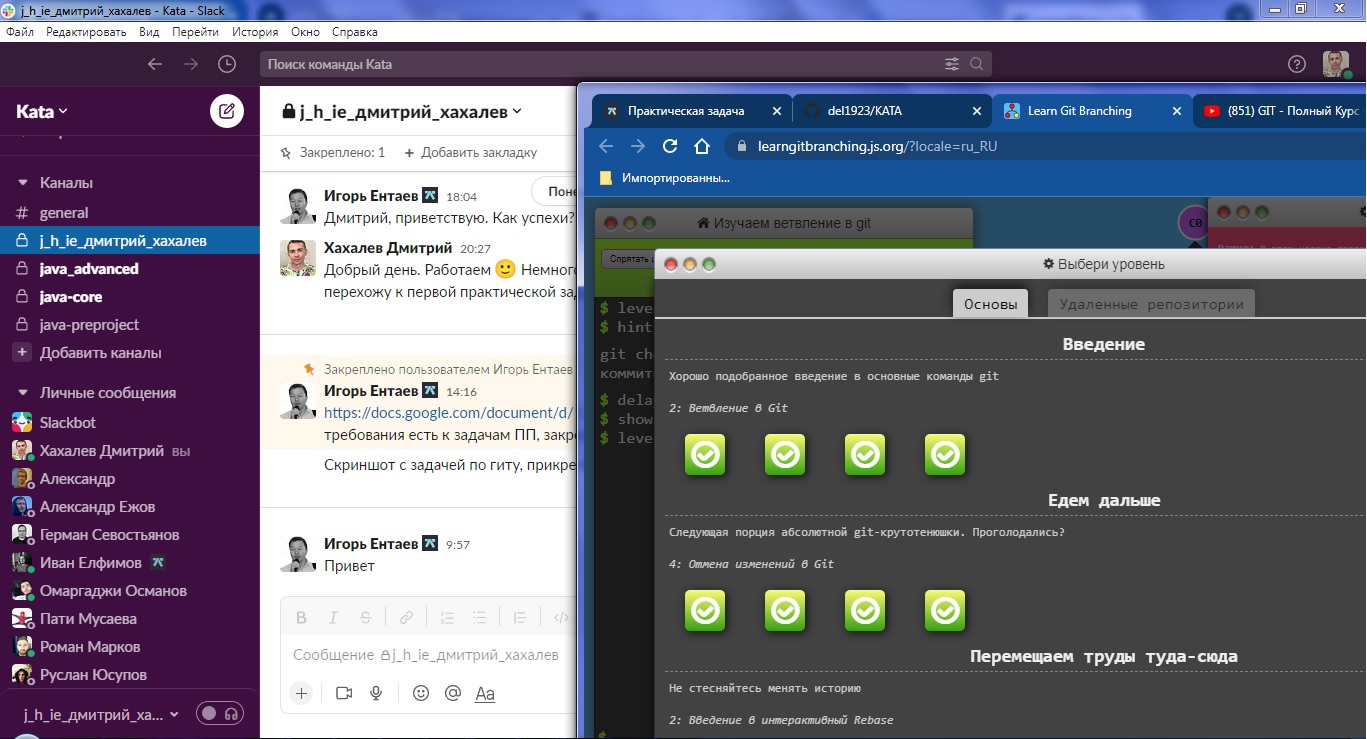 j_h_ie_дмитрий_хахалев - Kata - Slack
Файл Редактировать Вид Перейти История Окно Справка
Поиск команды Kata
Kata
Каналы
# general
j_h_ie_дмитрий_хахалев
java_advanced
java-core
java-preproject
+ Добавить каналы
Личные сообщения
Slackbot
Хахалев Дмитрий вы
Александр
Александр Ежов
Герман Севостьянов
Иван Елфимов
Омаргаджи Османов
Пати Мусаева
Роман Марков
Руслан Юсупов
j_h_ie_дмитрий_ха...
j_h_ie_дмитрий_хахалев
Закреплено: 1 + Добавить закладку
Игорь Ентаев 18:04
Поне
Дмитрий, приветствую. Как успехи?
Хахалев Дмитрий 20:27
Добрый день. Работаем 🙂 Немного
перехожу к первой практической зад
Закреплено пользователем Игорь Ентаев
Игорь Ентаев 14:16
https://docs.google.com/document/d/
требования есть к задачам ПП, закре
Скриншот с задачей по гиту, прикре
Игорь Ентаев 9:57
Привет
B I S
Сообщение j_h_ie_дмитрий_хахалев
+ @ Aa
Практическая задача
del1923/KATA
Learn Git Branching
(851) GIT - Полный Курс
learngitbranching.js.org/?locale=ru_RU
Импортированны...
Изучаем ветвление в git
C0
Спрятать
$ leve
$ hint
git che
коммит
$ dela
$ show
$ leve
$
Выбери уровень
Основы Удаленные репозитории
Введение
Хорошо подобранное введение в основные команды git
2: Ветвление в Git
Едем дальше
Следующая порция абсолютной git-крутотенюшки. Проголодались?
4: Отмена изменений в Git
Перемещаем труды туда-сюда
Не стесняйтесь менять историю
2: Введение в интерактивный Rebase